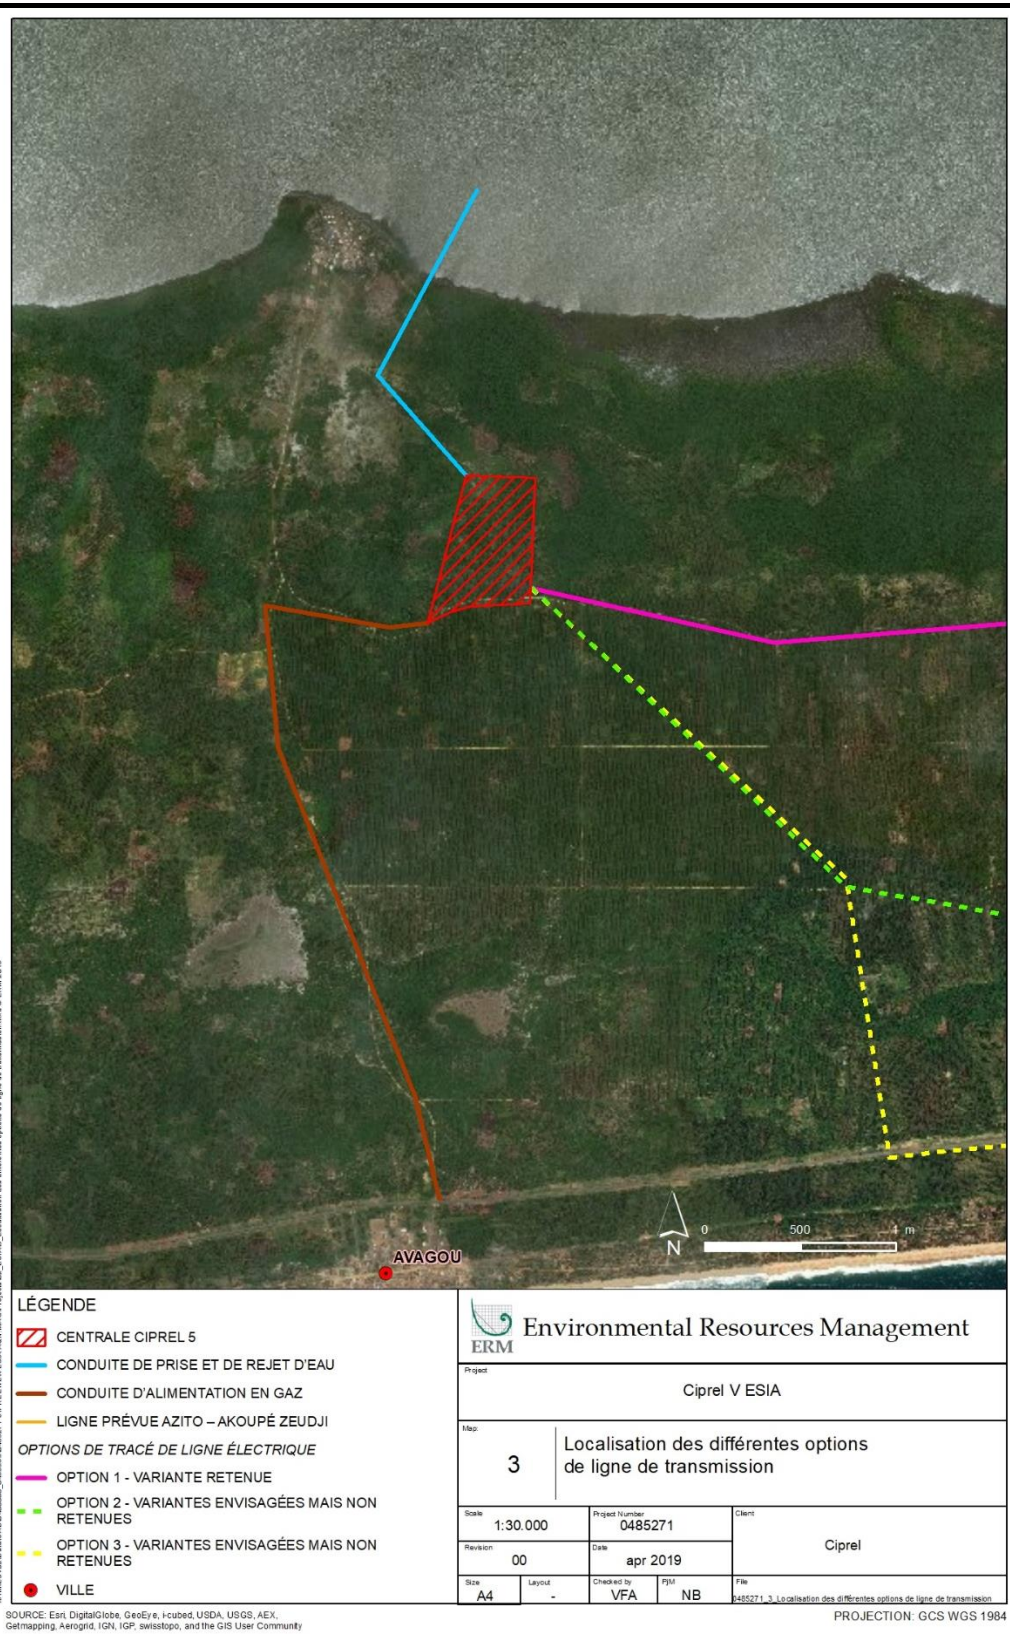 AVAGOU
N
0 500 1 m
LÉGENDE
CENTRALE CIPREL 5
CONDUITE DE PRISE ET DE REJET D'EAU
CONDUITE D'ALIMENTATION EN GAZ
LIGNE PRÉVUE AZITO – AKOUPÉ ZEUDJI
OPTIONS DE TRACÉ DE LIGNE ÉLECTRIQUE
OPTION 1 - VARIANTE RETENUE
OPTION 2 - VARIANTES ENVISAGÉES MAIS NON
RETENUES
OPTION 3 - VARIANTES ENVISAGÉES MAIS NON
RETENUES
VILLE
ERM
Environmental Resources Management
Project
Ciprel V ESIA
Map:
3
Localisation des différentes options
de ligne de transmission
Scale
1:30.000
Project Number
0485271
Client
Ciprel
Revision
00
Date
apr 2019
Size
A4
Layout
-
Checked by
VFA
PjM
NB
File
0485271_3_Localisation des différentes options de ligne de transmission
SOURCE: Esri, DigitalGlobe, GeoEye, i-cubed, USDA, USGS, AEX,
Getmapping, Aerogrid, IGN, IGP, swisstopo, and the GIS User Community
PROJECTION: GCS WGS 1984